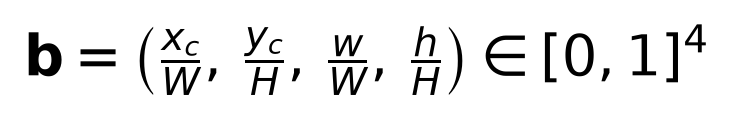 b = (x_c/W, y_c/H, w/W, h/H) ∈ [0, 1]^4